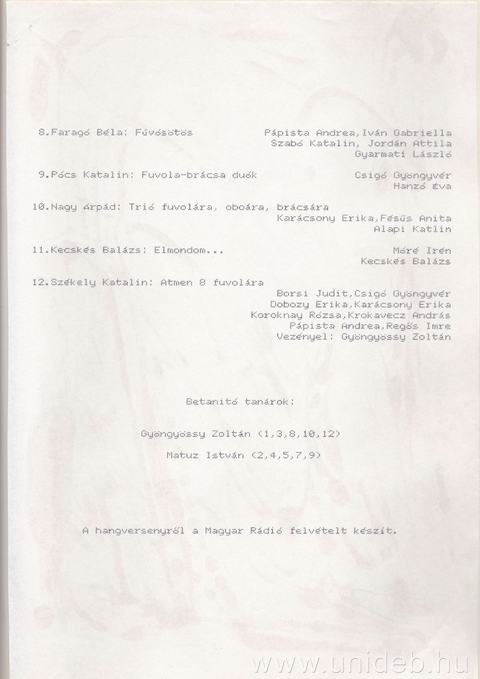 8.Faragó Béla: Fúvósötös Pápista Andrea,Iván Gabriella
Szabó Katalin, Jordán Attila
Gyarmati László
9.Pócs Katalin: Fuvola-brácsa duók Csigó Gyöngyvér
Hanzó Éva
10.Nagy Árpád: Trió fuvolára, oboára, brácsára
Karácsony Erika,Fésűs Anita
Alapi Katlin
11.Kecskés Balázs: Elmondom... Móré Irén
Kecskés Balázs
12.Székely Katalin: Atmen 8 fuvolára
Borsi Judit,Csigó Gyöngyvér
Dobozy Erika,Karácsony Erika
Koroknay Rózsa,Krokavecz András
Pápista Andrea,Regős Imre
Vezényel: Gyöngyössy Zoltán
Betanitó tanárok:
Gyöngyössy Zoltán (1,3,8,10,12)
Matuz István (2,4,5,7,9)
A hangversenyről a Magyar Rádió felvételt készít.
www.unideb.hu